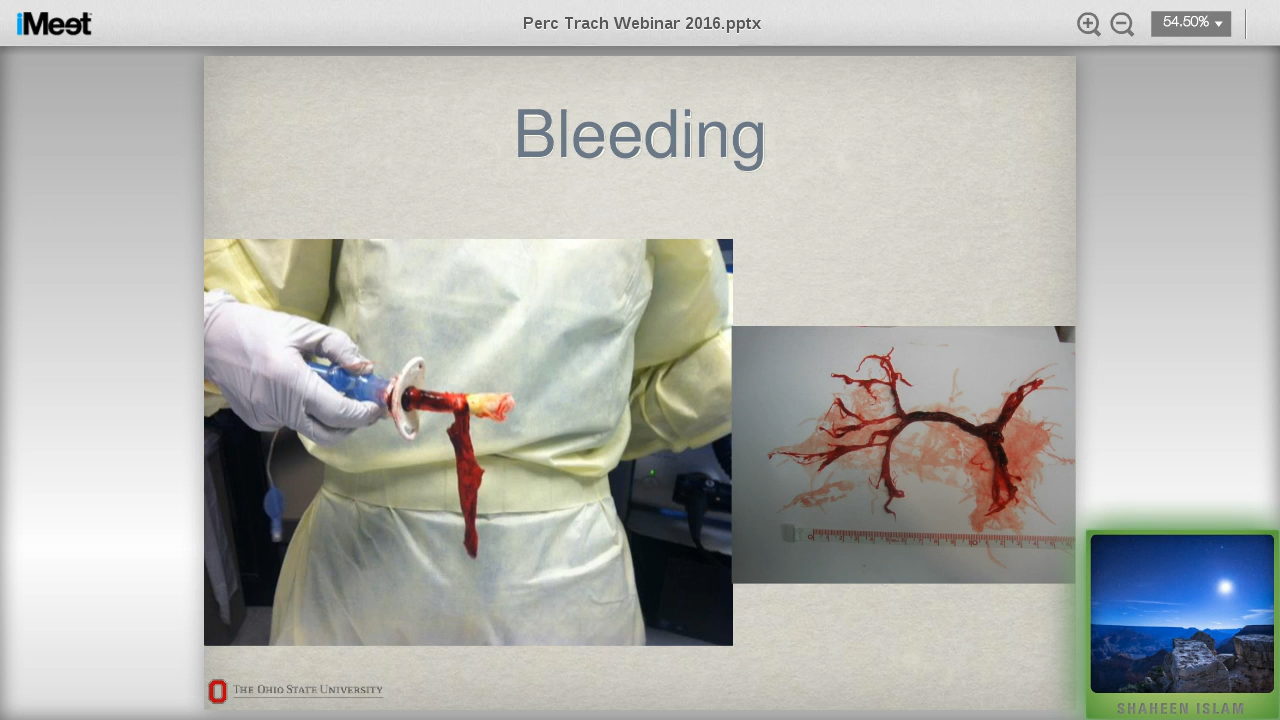 iMeet
Perc Trach Webinar 2016.pptx
54.50%
Bleeding
THE OHIO STATE UNIVERSITY
SHAHEEN ISLAM